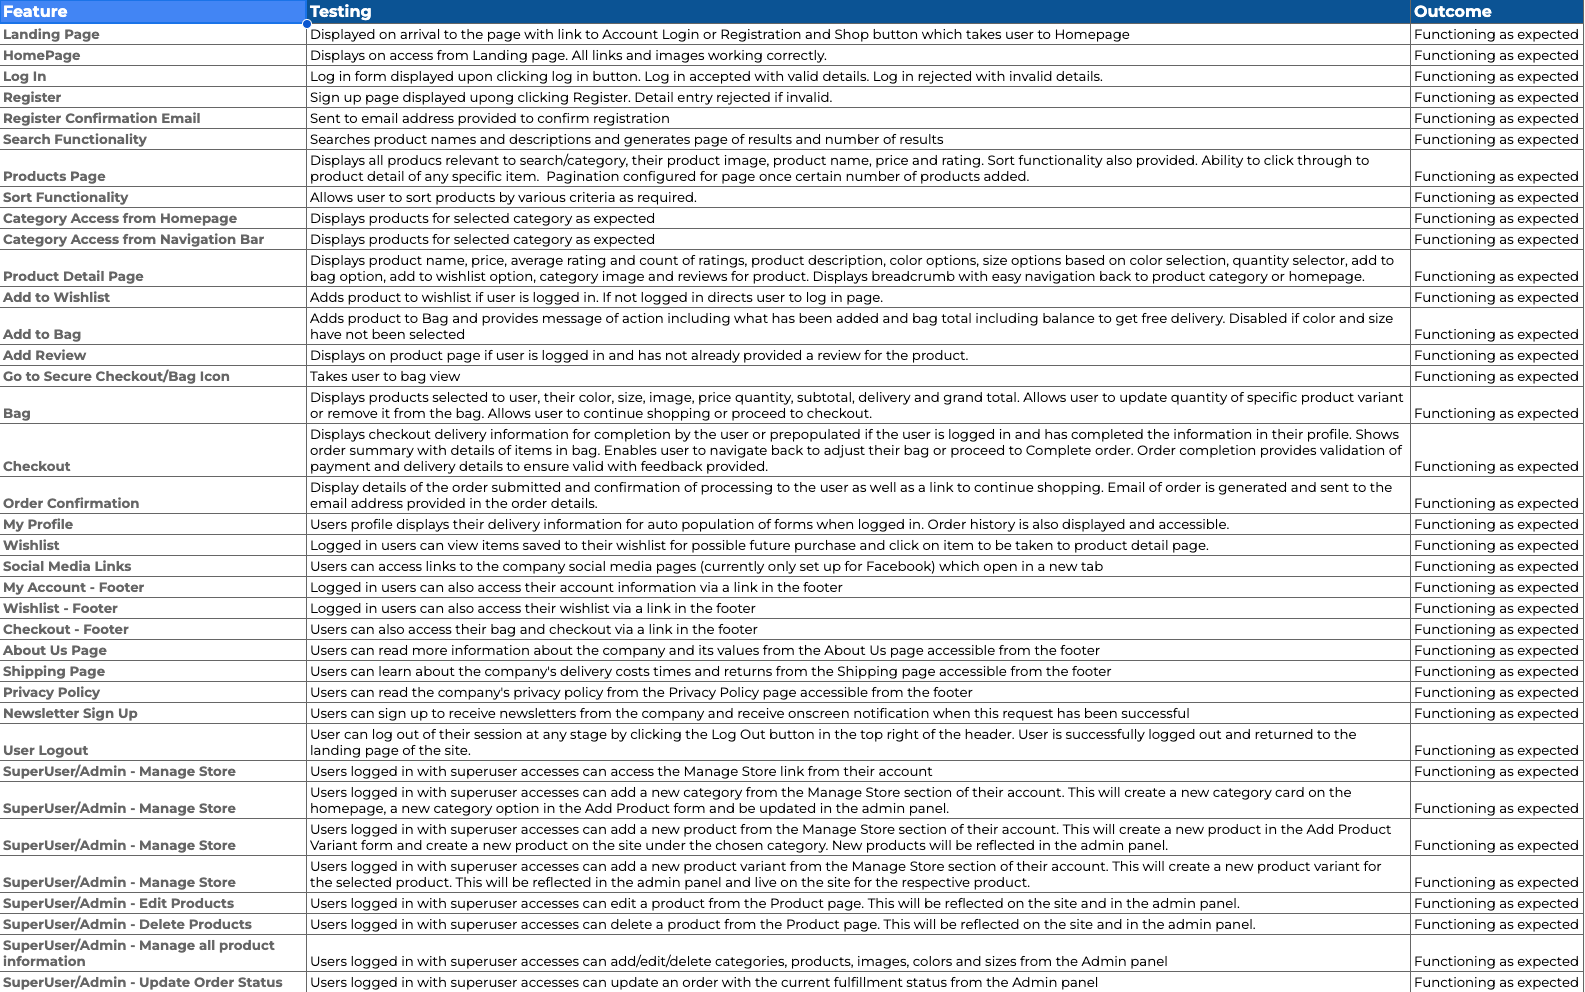 Feature Testing Outcome
Landing Page Displayed on arrival to the page with link to Account Login or Registration and Shop button which takes user to Homepage Functioning as expected
HomePage Displays on access from Landing page. All links and images working correctly. Functioning as expected
Log In Log in form displayed upon clicking log in button. Log in accepted with valid details. Log in rejected with invalid details. Functioning as expected
Register Sign up page displayed upong clicking Register. Detail entry rejected if invalid. Functioning as expected
Register Confirmation Email Sent to email address provided to confirm registration Functioning as expected
Search Functionality Searches product names and descriptions and generates page of results and number of results Functioning as expected
Displays all producs relevant to search/category, their product image, product name, price and rating. Sort functionality also provided. Ability to click through to
Products Page product detail of any specific item.  Pagination configured for page once certain number of products added. Functioning as expected
Sort Functionality Allows user to sort products by various criteria as required. Functioning as expected
Category Access from Homepage Displays products for selected category as expected Functioning as expected
Category Access from Navigation Bar Displays products for selected category as expected Functioning as expected
Displays product name, price, average rating and count of ratings, product description, color options, size options based on color selection, quantity selector, add to
Product Detail Page bag option, add to wishlist option, category image and reviews for product. Displays breadcrumb with easy navigation back to product category or homepage. Functioning as expected
Add to Wishlist Adds product to wishlist if user is logged in. If not logged in directs user to log in page. Functioning as expected
Adds product to Bag and provides message of action including what has been added and bag total including balance to get free delivery. Disabled if color and size
Add to Bag have not been selected Functioning as expected
Add Review Displays on product page if user is logged in and has not already provided a review for the product. Functioning as expected
Go to Secure Checkout/Bag Icon Takes user to bag view Functioning as expected
Displays products selected to user, their color, size, image, price quantity, subtotal, delivery and grand total. Allows user to update quantity of specific product variant
Bag or remove it from the bag. Allows user to continue shopping or proceed to checkout. Functioning as expected
Displays checkout delivery information for completion by the user or prepopulated if the user is logged in and has completed the information in their profile. Shows
order summary with details of items in bag. Enables user to navigate back to adjust their bag or proceed to Complete order. Order completion provides validation of
Checkout payment and delivery details to ensure valid with feedback provided. Functioning as expected
Display details of the order submitted and confirmation of processing to the user as well as a link to continue shopping. Email of order is generated and sent to the
Order Confirmation email address provided in the order details. Functioning as expected
My Profile Users profile displays their delivery information for auto population of forms when logged in. Order history is also displayed and accessible. Functioning as expected
Wishlist Logged in users can view items saved to their wishlist for possible future purchase and click on item to be taken to product detail page. Functioning as expected
Social Media Links Users can access links to the company social media pages (currently only set up for Facebook) which open in a new tab Functioning as expected
My Account - Footer Logged in users can also access their account information via a link in the footer Functioning as expected
Wishlist - Footer Logged in users can also access their wishlist via a link in the footer Functioning as expected
Checkout - Footer Users can also access their bag and checkout via a link in the footer Functioning as expected
About Us Page Users can read more information about the company and its values from the About Us page accessible from the footer Functioning as expected
Shipping Page Users can learn about the company's delivery costs times and returns from the Shipping page accessible from the footer Functioning as expected
Privacy Policy Users can read the company's privacy policy from the Privacy Policy page accessible from the footer Functioning as expected
Newsletter Sign Up Users can sign up to receive newsletters from the company and receive onscreen notification when this request has been successful Functioning as expected
User can log out of their session at any stage by clicking the Log Out button in the top right of the header. User is successfully logged out and returned to the
User Logout landing page of the site. Functioning as expected
SuperUser/Admin - Manage Store Users logged in with superuser accesses can access the Manage Store link from their account Functioning as expected
Users logged in with superuser accesses can add a new category from the Manage Store section of their account. This will create a new category card on the
SuperUser/Admin - Manage Store homepage, a new category option in the Add Product form and be updated in the admin panel. Functioning as expected
Users logged in with superuser accesses can add a new product from the Manage Store section of their account. This will create a new product in the Add Product
SuperUser/Admin - Manage Store Variant form and create a new product on the site under the chosen category. New products will be reflected in the admin panel. Functioning as expected
Users logged in with superuser accesses can add a new product variant from the Manage Store section of their account. This will create a new product variant for
SuperUser/Admin - Manage Store the selected product. This will be reflected in the admin panel and live on the site for the respective product. Functioning as expected
SuperUser/Admin - Edit Products Users logged in with superuser accesses can edit a product from the Product page. This will be reflected on the site and in the admin panel. Functioning as expected
SuperUser/Admin - Delete Products Users logged in with superuser accesses can delete a product from the Product page. This will be reflected on the site and in the admin panel. Functioning as expected
SuperUser/Admin - Manage all product
information Users logged in with superuser accesses can add/edit/delete categories, products, images, colors and sizes from the Admin panel Functioning as expected
SuperUser/Admin - Update Order Status Users logged in with superuser accesses can update an order with the current fulfillment status from the Admin panel Functioning as expected